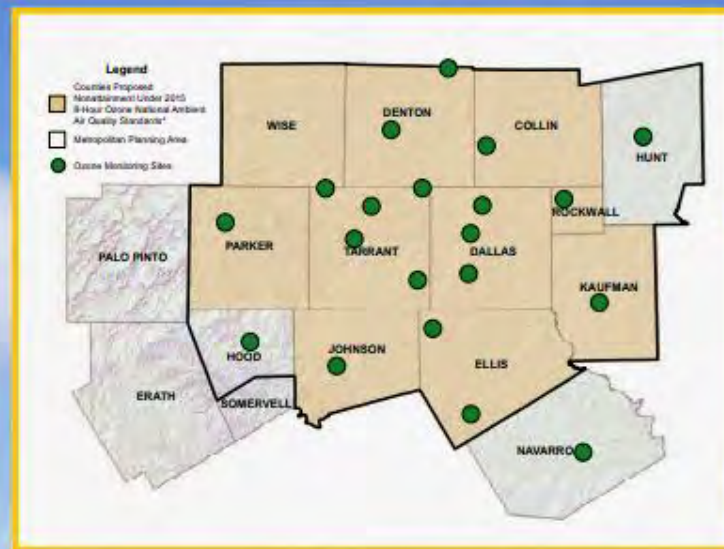 Legend
Counties Proposed
Nonattainment Under 2015
8-Hour Ozone National Ambient
Air Quality Standards*
Metropolitan Planning Area
Ozone Monitoring Sites
WISE
DENTON
COLLIN
HUNT
PALO PINTO
PARKER
TARRANT
DALLAS
ROCKWALL
KAUFMAN
HOOD
JOHNSON
ELLIS
ERATH
SOMERVELL
NAVARRO